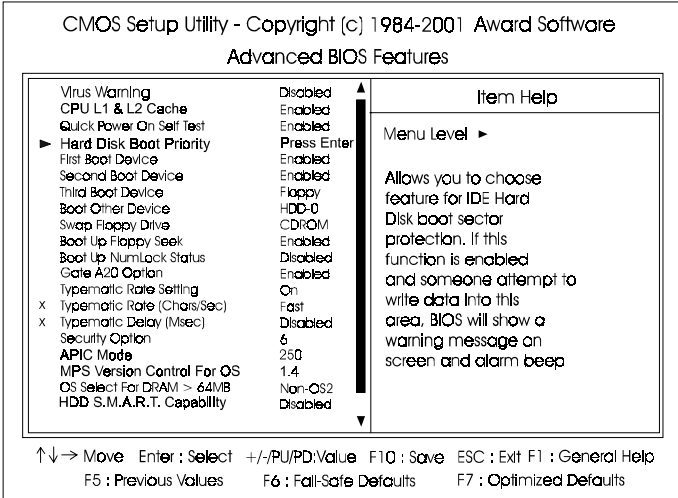 CMOS Setup Utility - Copyright (c) 1984-2001 Award Software
Advanced BIOS Features
Virus Warning Disabled
CPU L1 & L2 Cache Enabled
Quick Power On Self Test Enabled
► Hard Disk Boot Priority Press Enter
First Boot Device Enabled
Second Boot Device Enabled
Third Boot Device Floppy
Boot Other Device HDD-0
Swap Floppy Drive CDROM
Boot Up Floppy Seek Enabled
Boot Up NumLock Status Disabled
Gate A20 Option Enabled
Typematic Rate Setting On
x Typematic Rate (Chars/Sec) Fast
x Typematic Delay (Msec) Disabled
Security Option 6
APIC Mode 250
MPS Version Control For OS 1.4
OS Select For DRAM > 64MB Non-OS2
HDD S.M.A.R.T. Capability Disabled
Item Help
Menu Level ►
Allows you to choose
feature for IDE Hard
Disk boot sector
protection. If this
function is enabled
and someone attempt to
write data into this
area, BIOS will show a
warning message on
screen and alarm beep
↑↓→ Move Enter : Select +/-/PU/PD:Value F10 : Save ESC : Exit F1 : General Help
F5 : Previous Values F6 : Fail-Safe Defaults F7 : Optimized Defaults